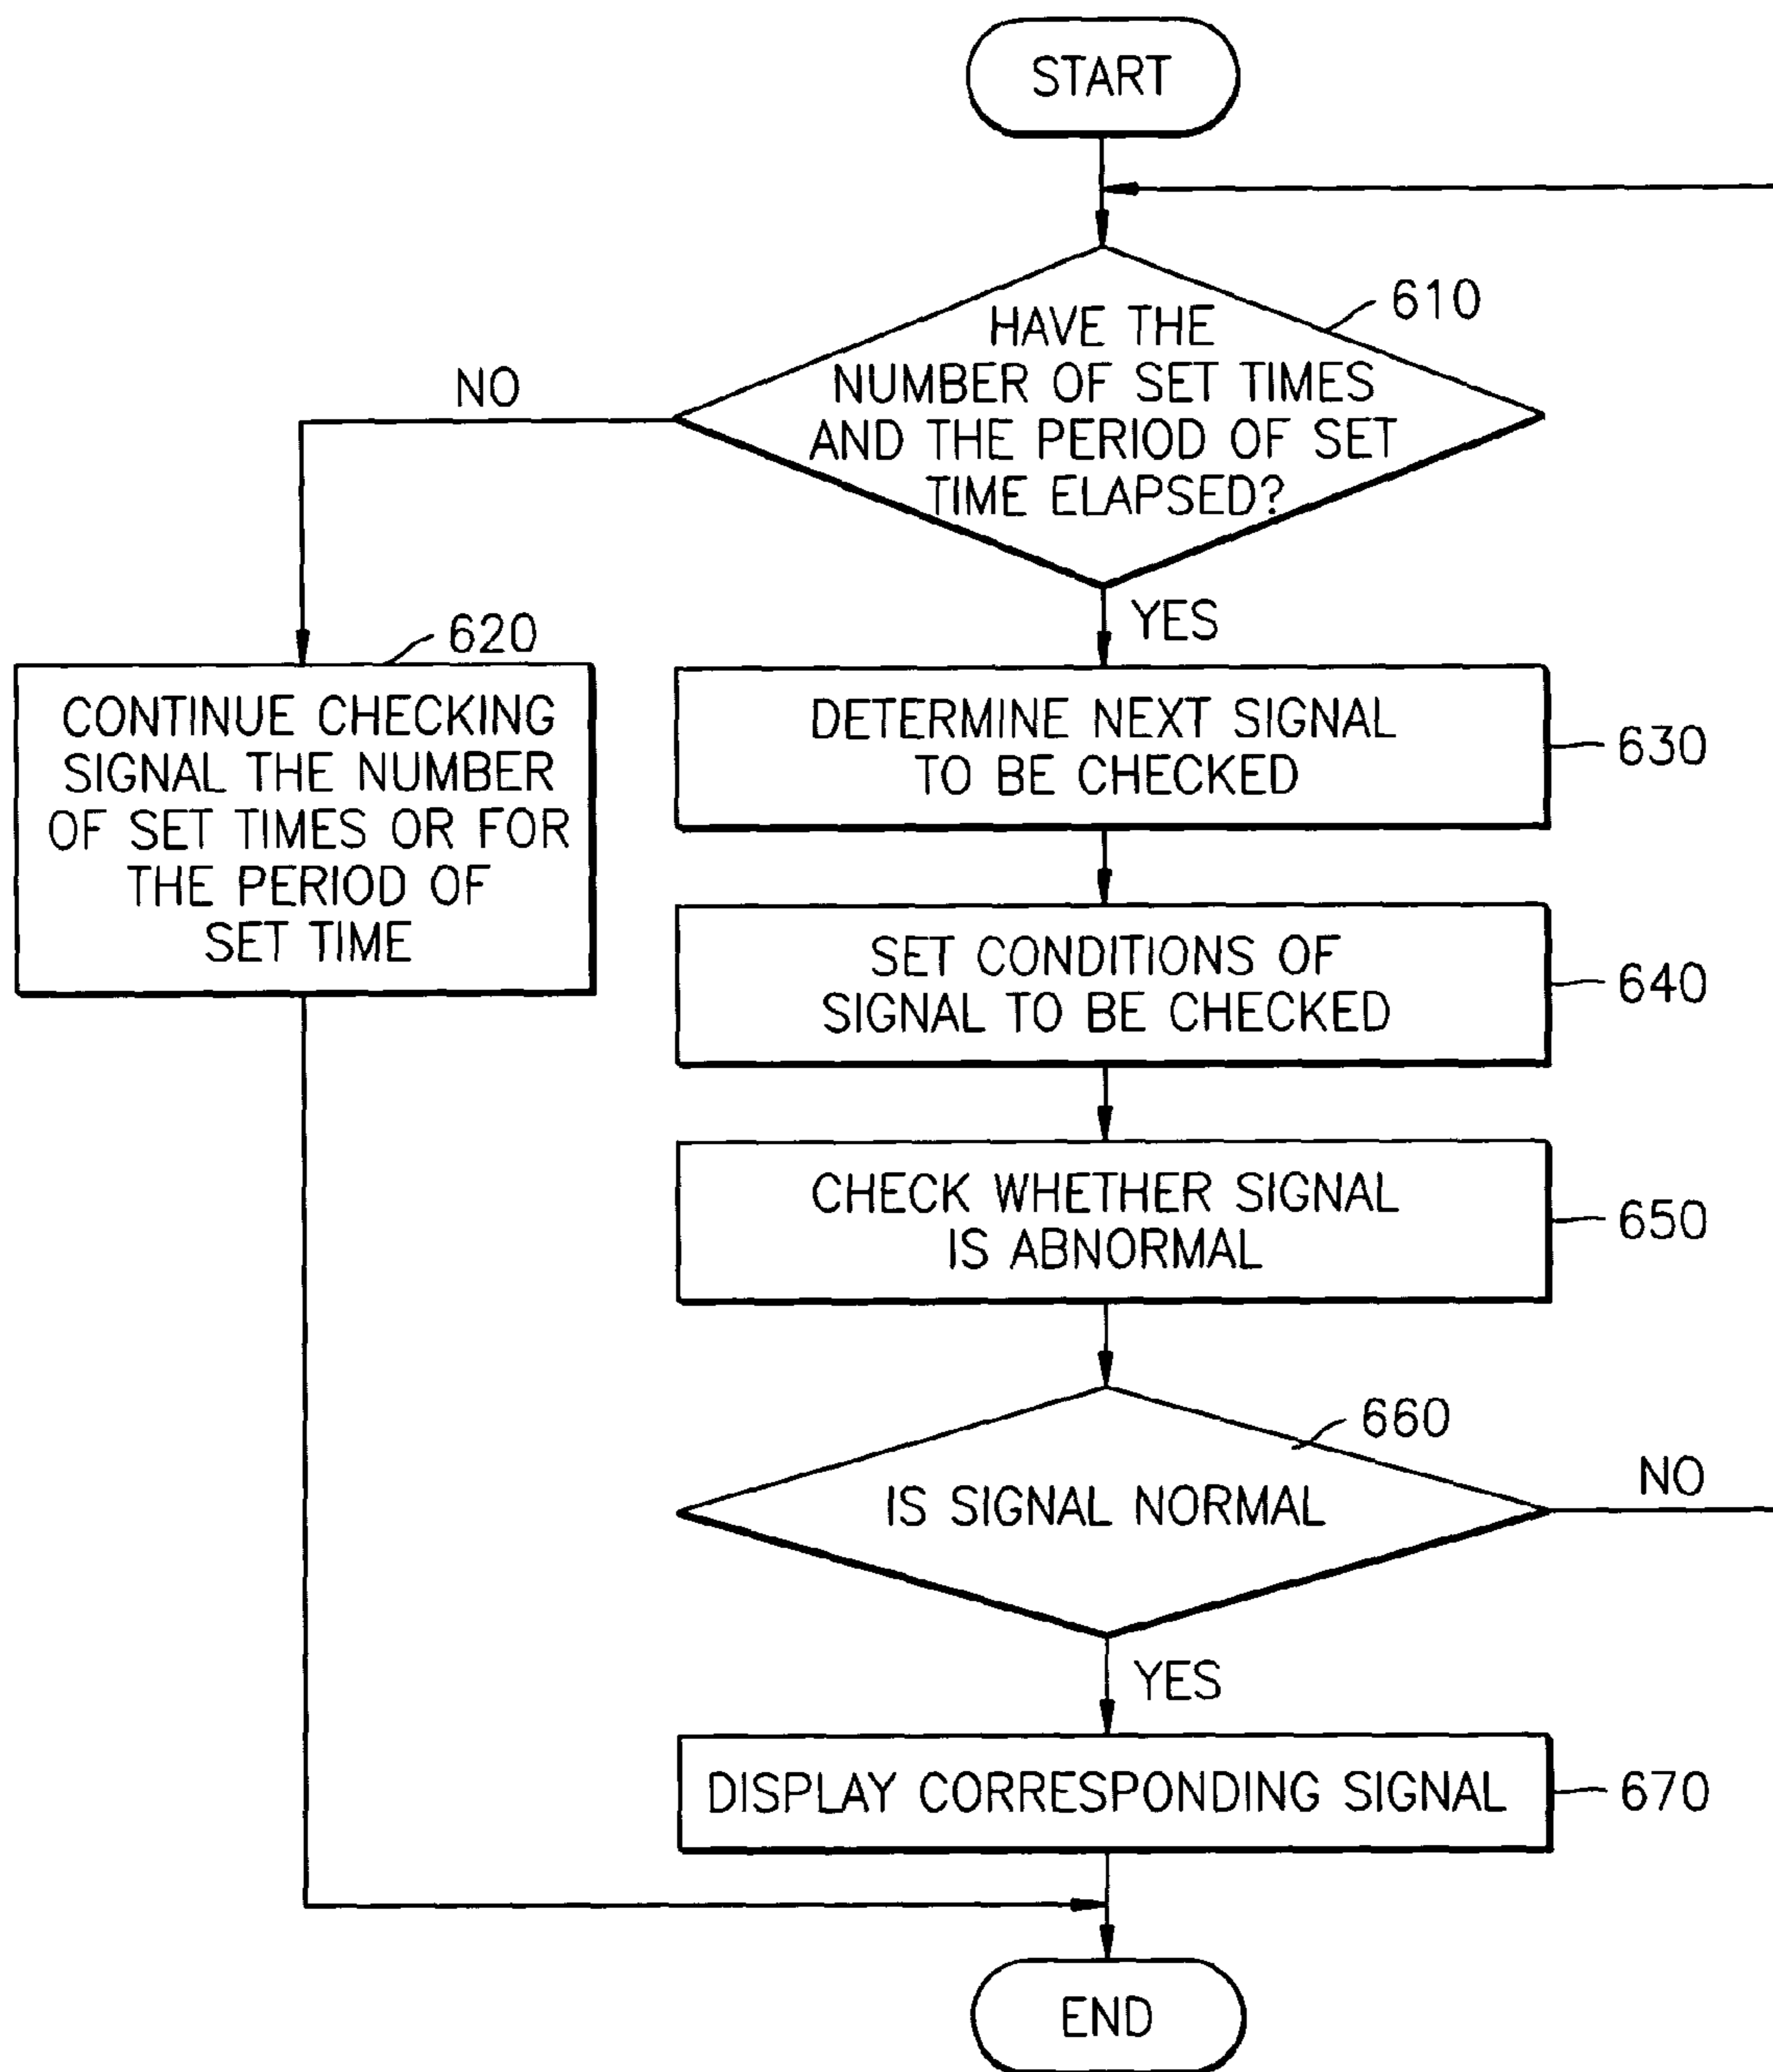 START
HAVE THE
NUMBER OF SET TIMES
AND THE PERIOD OF SET
TIME ELAPSED?
610
NO
YES
620
CONTINUE CHECKING
SIGNAL THE NUMBER
OF SET TIMES OR FOR
THE PERIOD OF
SET TIME
DETERMINE NEXT SIGNAL
TO BE CHECKED
630
SET CONDITIONS OF
SIGNAL TO BE CHECKED
640
CHECK WHETHER SIGNAL
IS ABNORMAL
650
660
IS SIGNAL NORMAL
NO
YES
DISPLAY CORRESPONDING SIGNAL
670
END